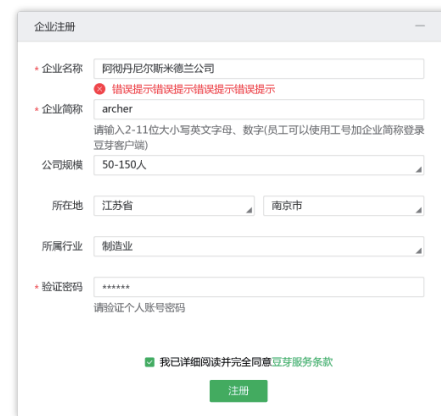 企业注册
* 企业名称 阿彻丹尼尔斯米德兰公司
错误提示错误提示错误提示错误提示
* 企业简称 archer
请输入2-11位大小写英文字母、数字(员工可以使用工号加企业简称登录
豆芽客户端)
公司规模 50-150人
所在地 江苏省 南京市
所属行业 制造业
* 验证密码 ******
请验证个人账号密码
我已详细阅读并完全同意豆芽服务条款
注册